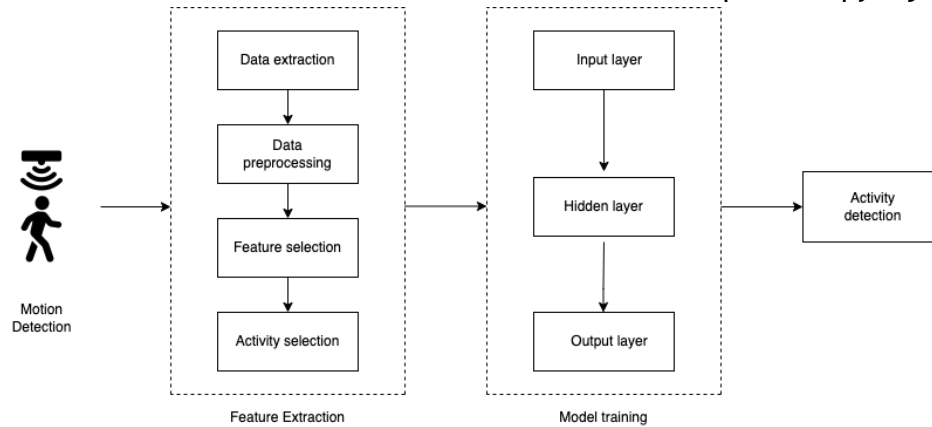 Data extraction
Data
preprocessing
Feature selection
Activity selection
Feature Extraction
Input layer
Hidden layer
Output layer
Model training
Activity
detection
Motion
Detection